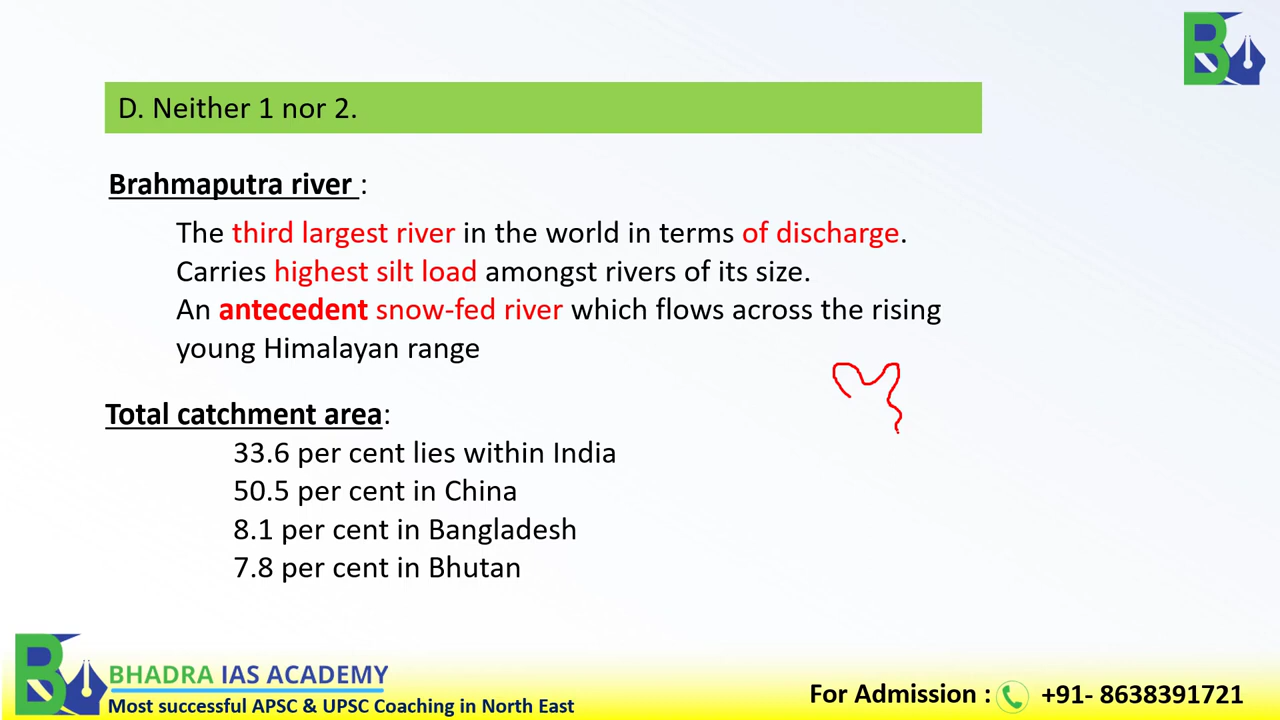 D. Neither 1 nor 2.
Brahmaputra river :
The third largest river in the world in terms of discharge.
Carries highest silt load amongst rivers of its size.
An antecedent snow-fed river which flows across the rising
young Himalayan range
Total catchment area:
33.6 per cent lies within India
50.5 per cent in China
8.1 per cent in Bangladesh
7.8 per cent in Bhutan
BHADRA IAS ACADEMY
Most successful APSC & UPSC Coaching in North East
For Admission : +91- 8638391721